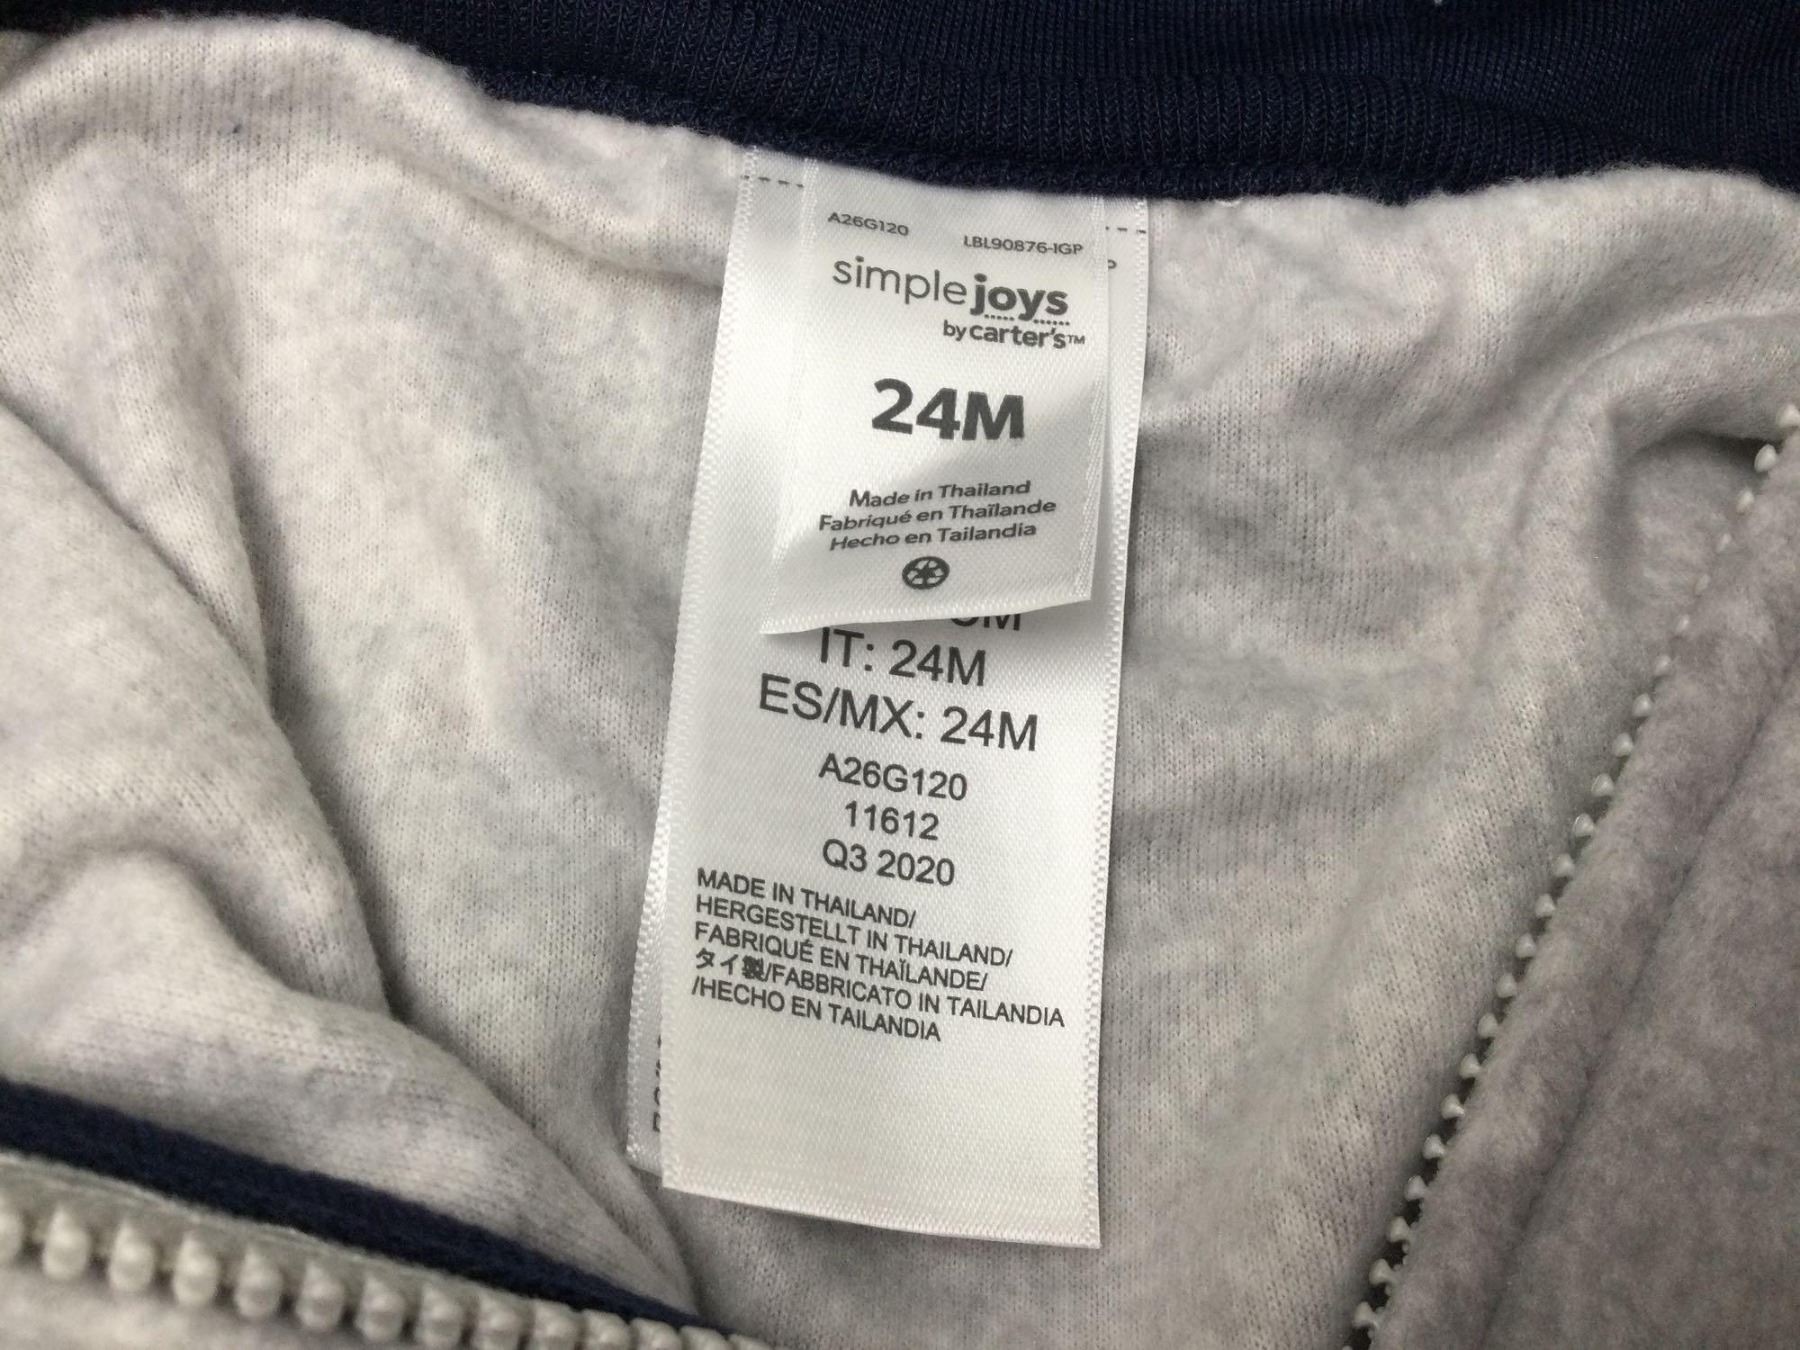 A26G120 LBL90876-IGP
simple joys
by carter's™
24M
Made in Thailand
Fabriqué en Thaïlande
Hecho en Tailandia
IT: 24M
ES/MX: 24M
A26G120
11612
Q3 2020
MADE IN THAILAND/
HERGESTELLT IN THAILAND/
FABRIQUÉ EN THAÏLANDE/
タイ製/FABBRICATO IN TAILANDIA
/HECHO EN TAILANDIA